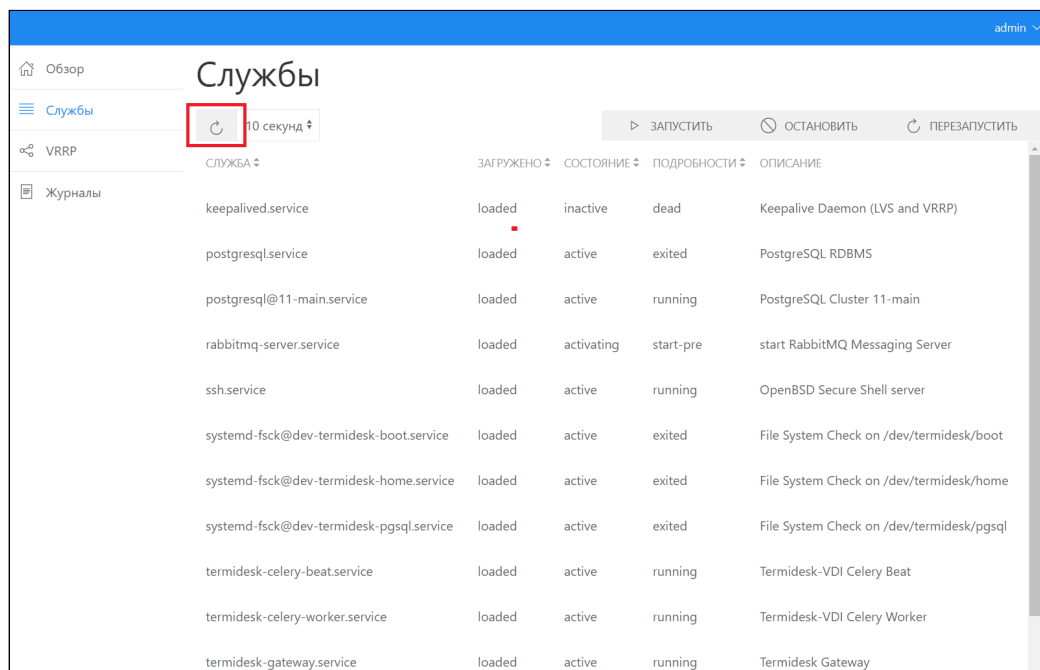 admin
Обзор
Службы
VRRP
Журналы
Службы
10 секунд
ЗАПУСТИТЬ ОСТАНОВИТЬ ПЕРЕЗАПУСТИТЬ
СЛУЖБА ЗАГРУЖЕНО СОСТОЯНИЕ ПОДРОБНОСТИ ОПИСАНИЕ
keepalived.service loaded inactive dead Keepalive Daemon (LVS and VRRP)
postgresql.service loaded active exited PostgreSQL RDBMS
postgresql@11-main.service loaded active running PostgreSQL Cluster 11-main
rabbitmq-server.service loaded activating start-pre start RabbitMQ Messaging Server
ssh.service loaded active running OpenBSD Secure Shell server
systemd-fsck@dev-termidesk-boot.service loaded active exited File System Check on /dev/termidesk/boot
systemd-fsck@dev-termidesk-home.service loaded active exited File System Check on /dev/termidesk/home
systemd-fsck@dev-termidesk-pgsql.service loaded active exited File System Check on /dev/termidesk/pgsql
termidesk-celery-beat.service loaded active running Termidesk-VDI Celery Beat
termidesk-celery-worker.service loaded active running Termidesk-VDI Celery Worker
termidesk-gateway.service loaded active running Termidesk Gateway